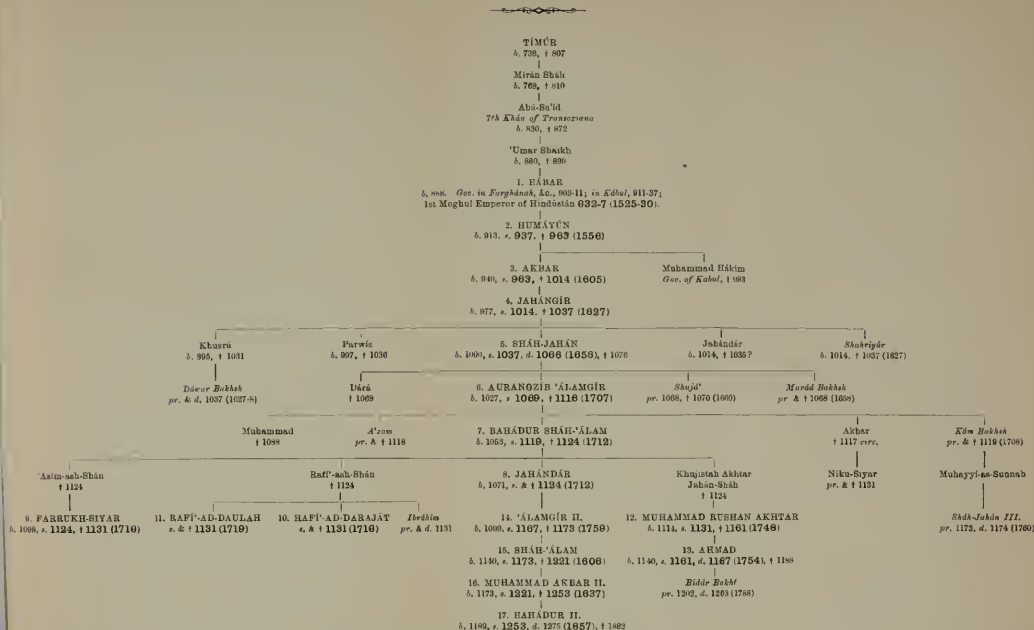 TÍMÚR
b. 736, † 807
Mirán Sháh
b. 769, † 810
Abú-Sa'íd
7th Khán of Transoxiana
b. 830, † 872
'Umar Shaikh
b. 860, † 899
1. BÁBAR
b. 888. Gov. in Farghánah, &c., 903-11; in Kábul, 911-37;
1st Moghul Emperor of Hindústán 932-7 (1525-30).
2. HUMÁYÚN
b. 913, s. 937, † 963 (1556)
3. AKBAR
b. 949, s. 963, † 1014 (1605)
Muhammad Hákim
Gov. of Kabul, † 993
4. JAHÁNGÍR
b. 977, s. 1014, † 1037 (1627)
Khusrú
b. 995, † 1031
Parwíz
b. 997, † 1036
5. SHÁH-JAHÁN
b. 1000, s. 1037, d. 1068 (1658), † 1076
Jahándár
b. 1014, † 1035?
Shahriyár
b. 1014, † 1037 (1627)
Dáwar Bakhsh
pr. & d. 1037 (1627-8)
Dárá
† 1069
6. AURANGZÍB 'ÁLAMGÍR
b. 1027, s. 1069, † 1118 (1707)
Shujá'
pr. 1068, † 1070 (1660)
Murád Bakhsh
pr & † 1068 (1658)
Muhammad
† 1088
A'zam
pr. & † 1118
7. BAHÁDUR SHÁH-'ÁLAM
b. 1053, s. 1119, † 1124 (1712)
Akbar
† 1117 circ.
Kám Bakhsh
pr. & † 1119 (1708)
'Azím-ash-Shán
† 1124
Rafí'-ash-Shán
† 1124
8. JAHÁNDÁR
b. 1071, s. & † 1124 (1712)
Khujistah Akhtar
Jahán-Sháh
† 1124
Niku-Siyar
pr. & † 1131
Muhayyí-as-Sunnah
9. FARRUKH-SIYAR
b. 1098, s. 1124, † 1131 (1719)
11. RAFÍ'-AD-DAULAH
s. & † 1131 (1719)
10. RAFÍ'-AD-DARAJÁT
s. & † 1131 (1719)
Ibráhím
pr. & d. 1131
14. 'ÁLAMGÍR II.
b. 1099, s. 1167, † 1173 (1759)
12. MUHAMMAD RUSHAN AKHTAR
b. 1114, s. 1131, † 1161 (1748)
Sháh-Jahán III.
pr. 1173, d. 1174 (1760)
15. SHÁH-'ÁLAM
b. 1140, s. 1173, † 1221 (1806)
13. AHMAD
b. 1140, s. 1161, d. 1167 (1754), † 1188
16. MUHAMMAD AKBAR II.
b. 1173, s. 1221, † 1253 (1837)
Bídár Bakht
pr. 1202, d. 1203 (1788)
17. BAHÁDUR II.
b. 1189, s. 1253, d. 1275 (1857), † 1862